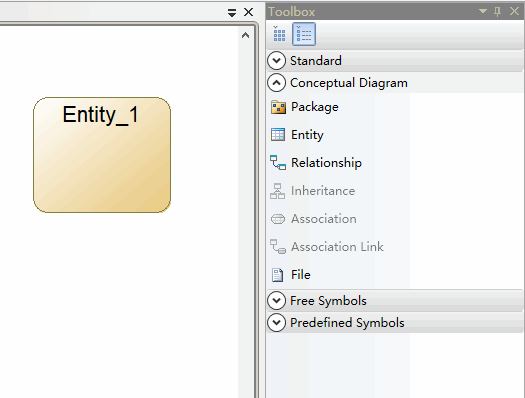 Toolbox
Entity_1
Standard
Conceptual Diagram
Package
Entity
Relationship
Inheritance
Association
Association Link
File
Free Symbols
Predefined Symbols